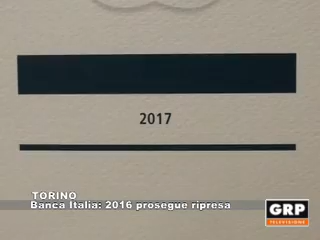 2017
TORINO
Banca Italia: 2016 prosegue ripresa
GRP
TELEVISIONE